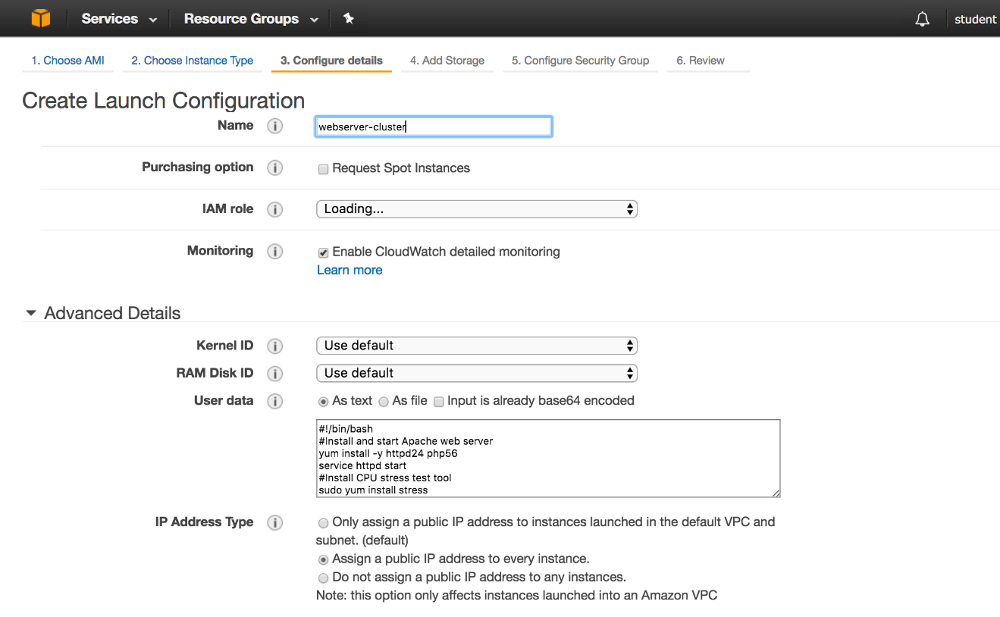 Services Resource Groups student
1. Choose AMI 2. Choose Instance Type 3. Configure details 4. Add Storage 5. Configure Security Group 6. Review
Create Launch Configuration
Name i webserver-cluster
Purchasing option i Request Spot Instances
IAM role i Loading...
Monitoring i Enable CloudWatch detailed monitoring
Learn more
Advanced Details
Kernel ID i Use default
RAM Disk ID i Use default
User data i As text As file Input is already base64 encoded
#!/bin/bash
#Install and start Apache web server
yum install -y httpd24 php56
service httpd start
#Install CPU stress test tool
sudo yum install stress
IP Address Type i Only assign a public IP address to instances launched in the default VPC and
subnet. (default)
Assign a public IP address to every instance.
Do not assign a public IP address to any instances.
Note: this option only affects instances launched into an Amazon VPC